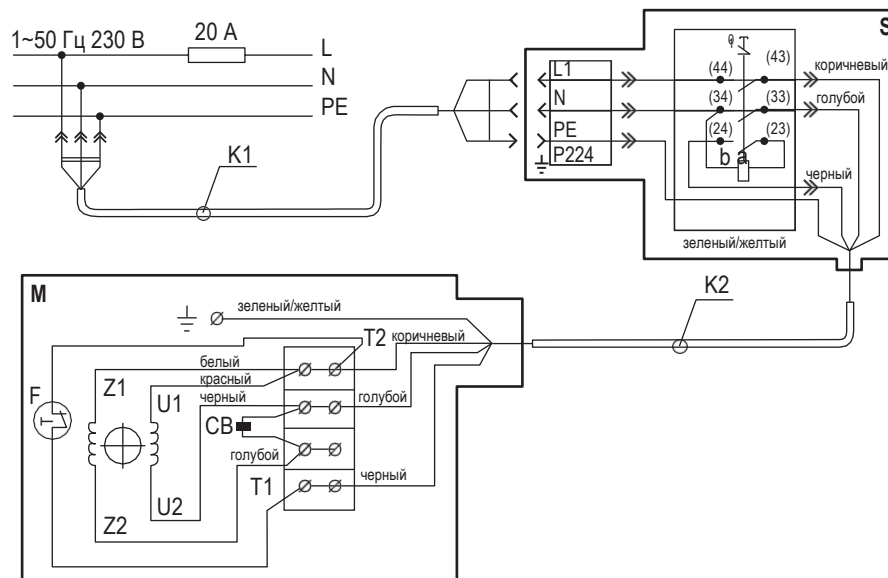 1~50 Гц 230 В
20 А
L
N
PE
K1
L1
N
PE
P224
S
(44)
(43)
(34)
(33)
(24)
(23)
b a
коричневый
голубой
черный
зеленый/желтый
K2
M
зеленый/желтый
T2
коричневый
белый
красный
черный
голубой
F
Z1
U1
CB
голубой
черный
T1
U2
Z2